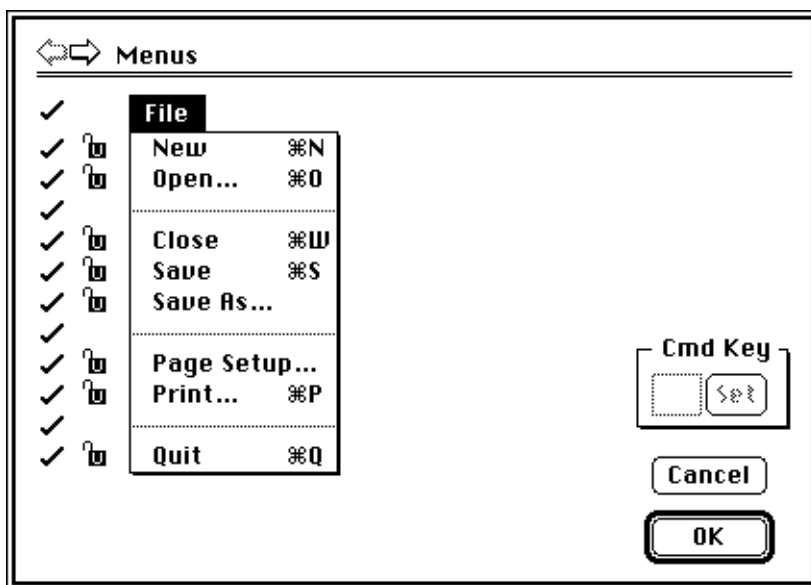 Menus
File
New ⌘N
Open... ⌘O
Close ⌘W
Save ⌘S
Save As...
Page Setup...
Print... ⌘P
Quit ⌘Q
Cmd Key
Set
Cancel
OK